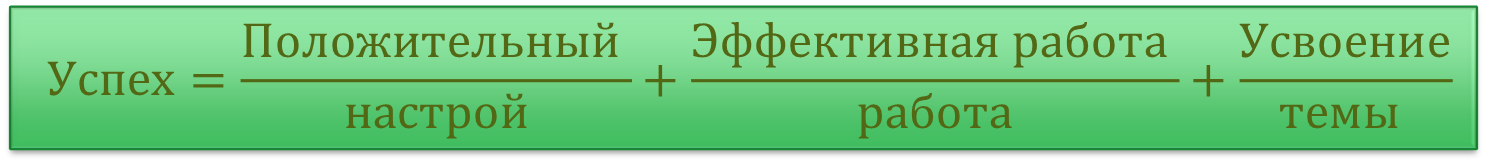 Успех = Положительный / настрой + Эффективная работа / работа + Усвоение / темы